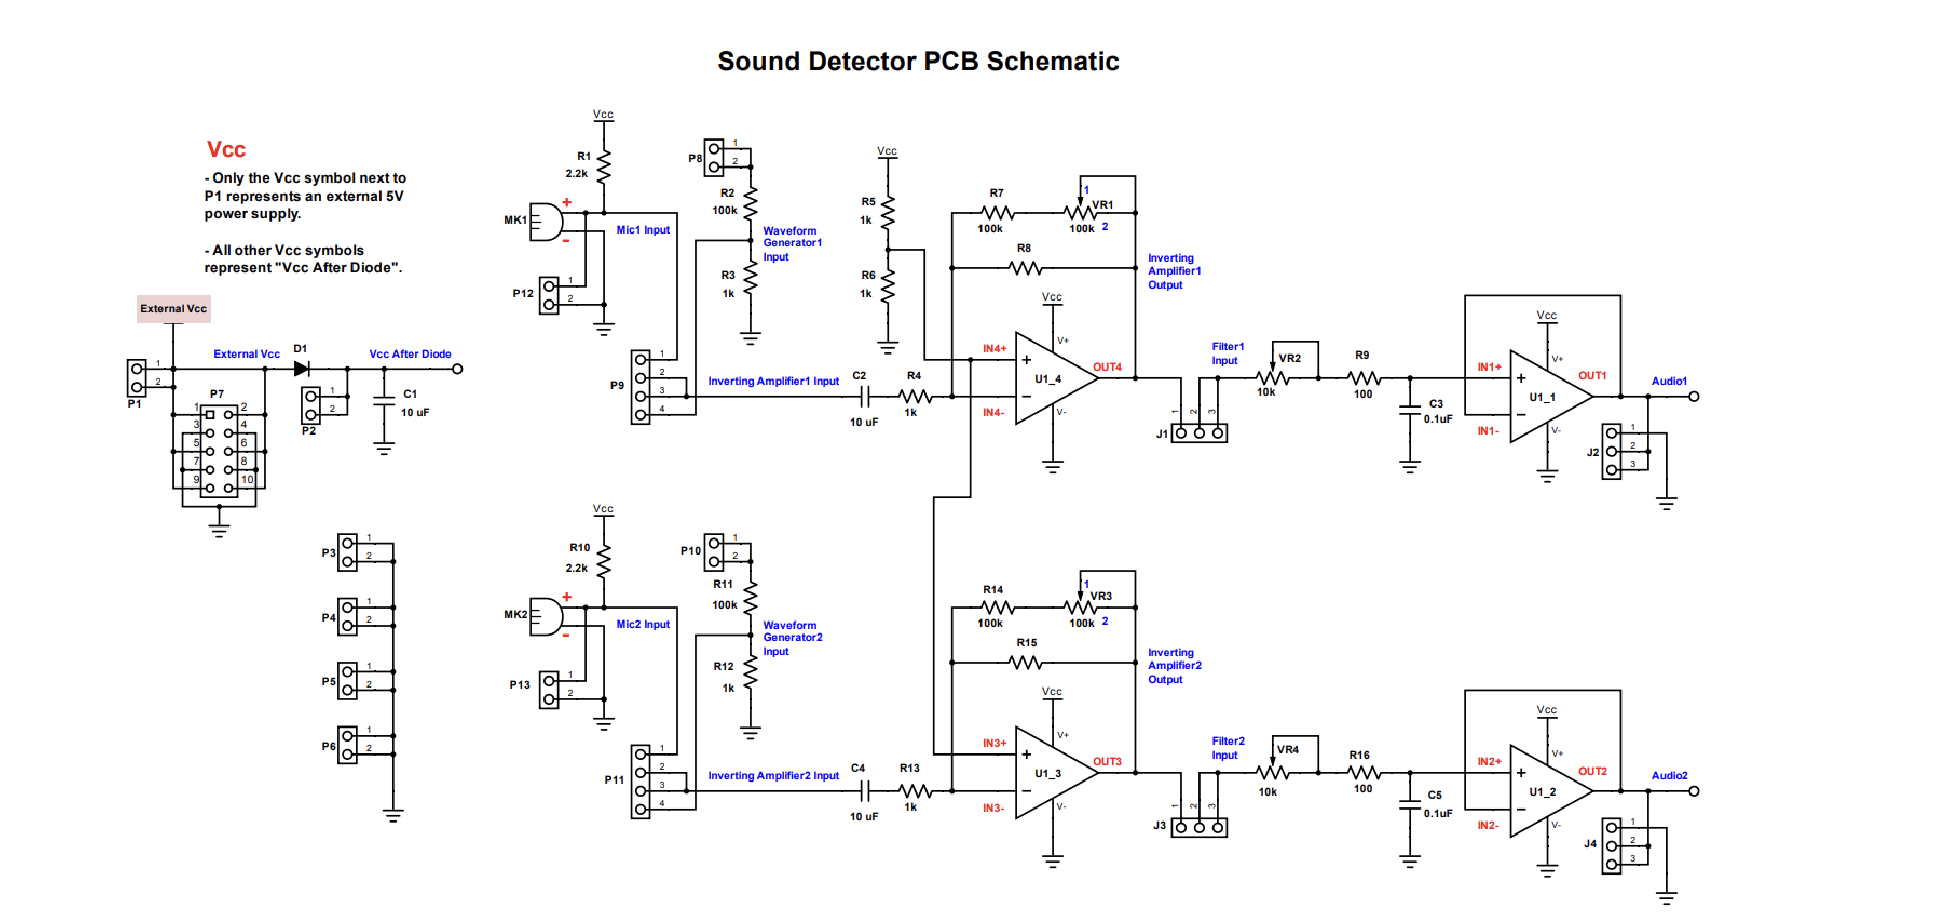 Sound Detector PCB Schematic
Vcc
- Only the Vcc symbol next to
P1 represents an external 5V
power supply.
- All other Vcc symbols
represent "Vcc After Diode".
External Vcc
External Vcc
D1
Vcc After Diode
P1
1
2
P7
1
2
3
4
5
6
7
8
9
10
P2
1
2
C1
10 uF
P3
1
2
P4
1
2
P5
1
2
P6
1
2
Vcc
R1
2.2k
MK1
+
-
Mic1 Input
P12
1
2
P8
1
2
R2
100k
Waveform
Generator1
Input
R3
1k
P9
1
2
3
4
Inverting Amplifier1 Input
C2
10 uF
R4
1k
Vcc
R5
1k
R6
1k
R7
100k
1
VR1
100k
2
R8
Inverting
Amplifier1
Output
Vcc
V+
IN4+
+
U1_4
OUT4
IN4-
-
V-
Filter1
Input
J1
1
2
3
VR2
10k
R9
100
C3
0.1uF
Vcc
V+
IN1+
+
U1_1
OUT1
IN1-
-
V-
Audio1
J2
1
2
3
Vcc
R10
2.2k
MK2
+
-
Mic2 Input
P13
1
2
P10
1
2
R11
100k
Waveform
Generator2
Input
R12
1k
P11
1
2
3
4
Inverting Amplifier2 Input
C4
10 uF
R13
1k
R14
100k
1
VR3
100k
2
R15
Inverting
Amplifier2
Output
Vcc
V+
IN3+
+
U1_3
OUT3
IN3-
-
V-
Filter2
Input
J3
1
2
3
VR4
10k
R16
100
C5
0.1uF
Vcc
V+
IN2+
+
U1_2
OUT2
IN2-
-
V-
Audio2
J4
1
2
3